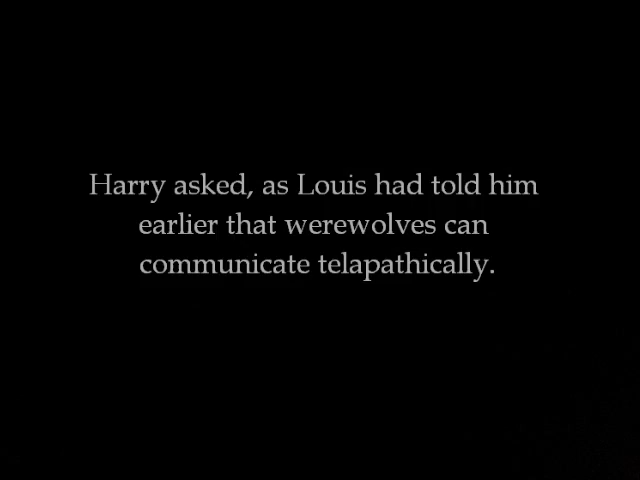 Harry asked, as Louis had told him
earlier that werewolves can
communicate telapathically.